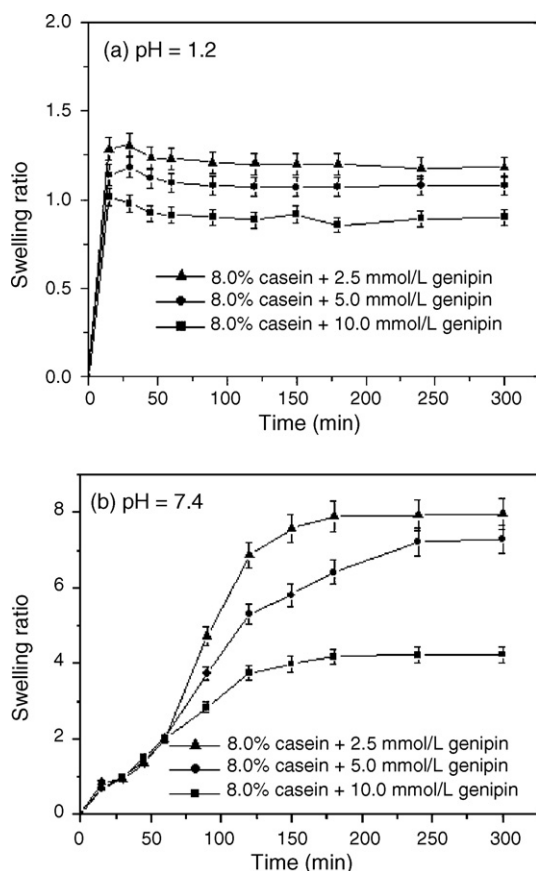 2.0
(a) pH = 1.2
1.5
1.0
0.5
0.0
Swelling ratio
8.0% casein + 2.5 mmol/L genipin
8.0% casein + 5.0 mmol/L genipin
8.0% casein + 10.0 mmol/L genipin
0 50 100 150 200 250 300
Time (min)
(b) pH = 7.4
8
6
4
2
0
Swelling ratio
8.0% casein + 2.5 mmol/L genipin
8.0% casein + 5.0 mmol/L genipin
8.0% casein + 10.0 mmol/L genipin
0 50 100 150 200 250 300
Time (min)